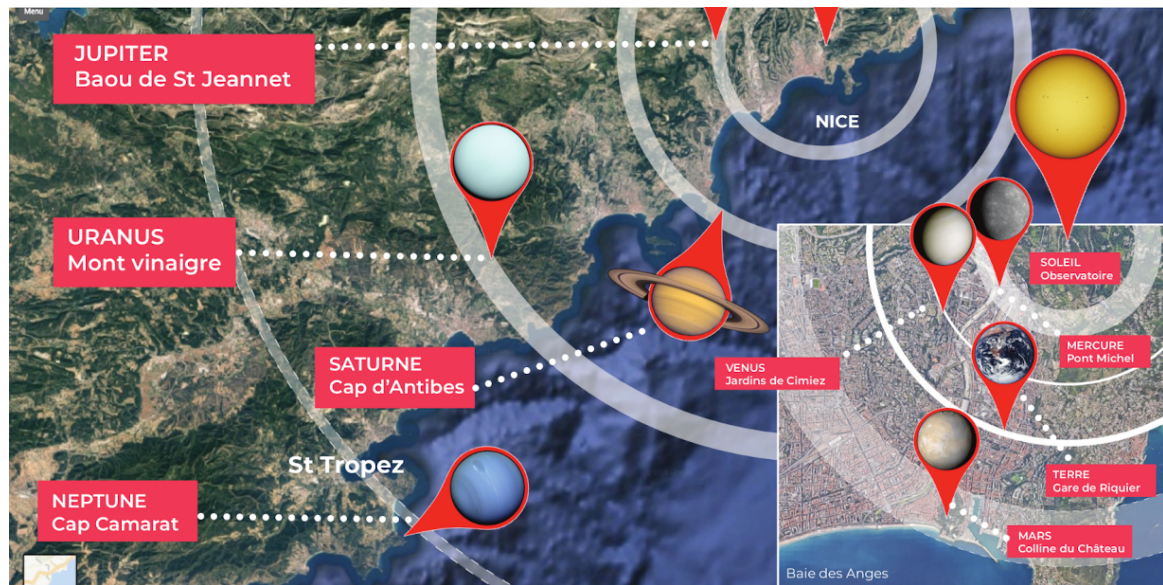 Menu
JUPITER
Baou de St Jeannet
NICE
URANUS
Mont vinaigre
SOLEIL
Observatoire
MERCURE
Pont Michel
SATURNE
Cap d'Antibes
VENUS
Jardins de Cimiez
St Tropez
TERRE
Gare de Riquier
NEPTUNE
Cap Camarat
MARS
Colline du Château
Baie des Anges